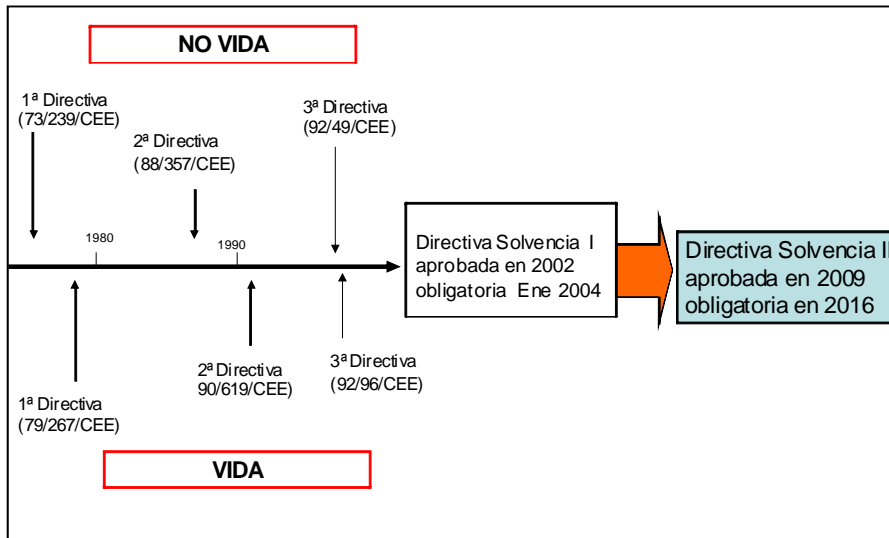 NO VIDA
1ª Directiva
(73/239/CEE)
2ª Directiva
(88/357/CEE)
3ª Directiva
(92/49/CEE)
1980
1990
Directiva Solvencia I
aprobada en 2002
obligatoria Ene 2004
Directiva Solvencia II
aprobada en 2009
obligatoria en 2016
1ª Directiva
(79/267/CEE)
2ª Directiva
90/619/CEE)
3ª Directiva
(92/96/CEE)
VIDA